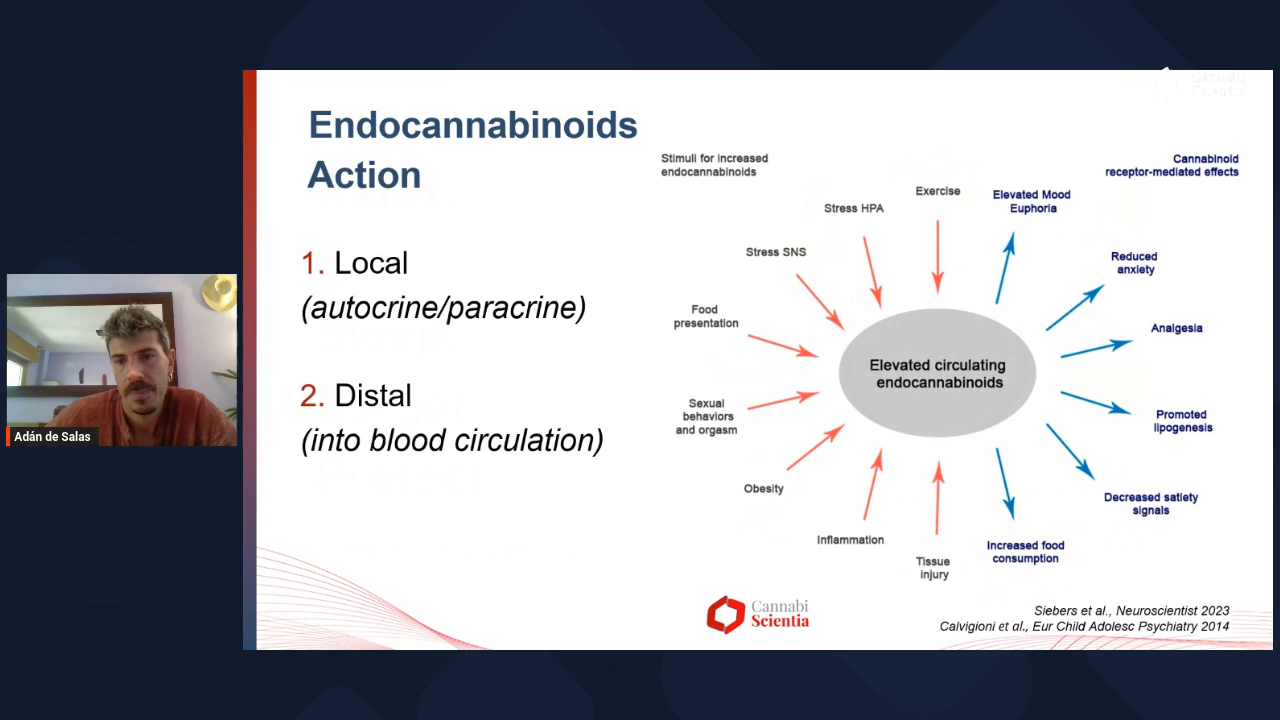 Endocannabinoids
Action
1. Local
(autocrine/paracrine)
2. Distal
(into blood circulation)
Stimuli for increased
endocannabinoids
Cannabinoid
receptor-mediated effects
Exercise
Stress HPA
Stress SNS
Food
presentation
Sexual
behaviors
and orgasm
Obesity
Inflammation
Tissue
injury
Elevated circulating
endocannabinoids
Elevated Mood
Euphoria
Reduced
anxiety
Analgesia
Promoted
lipogenesis
Decreased satiety
signals
Increased food
consumption
Cannabi
Scientia
Siebers et al., Neuroscientist 2023
Calvigioni et al., Eur Child Adolesc Psychiatry 2014
Adán de Salas
Cannabi
Scientia